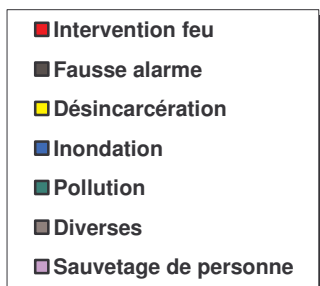 Intervention feu
Fausse alarme
Désincarcération
Inondation
Pollution
Diverses
Sauvetage de personne